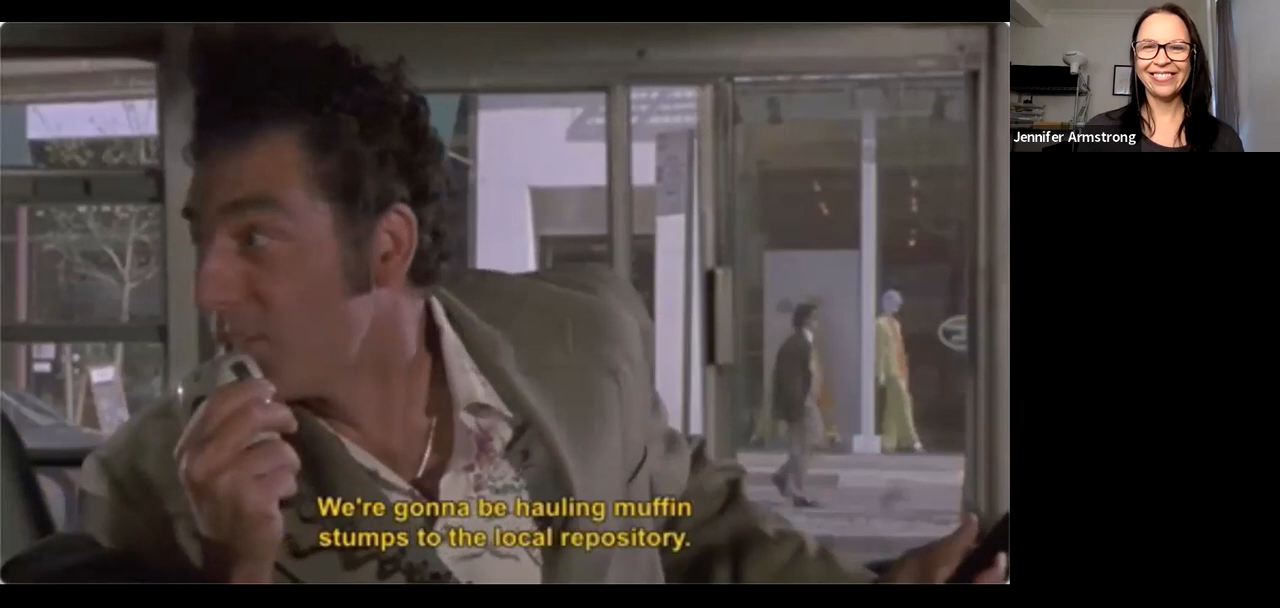 Jennifer Armstrong
We're gonna be hauling muffin
stumps to the local repository.